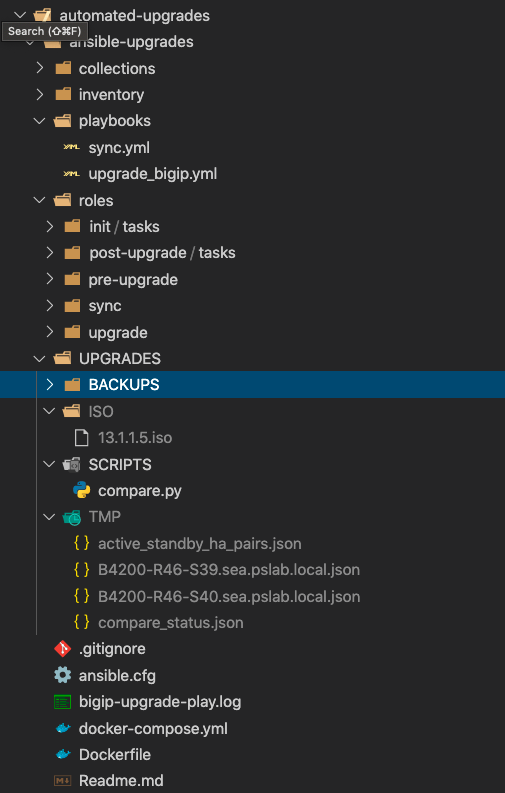 automated-upgrades
Search (⇧⌘F)
ansible-upgrades
collections
inventory
playbooks
sync.yml
upgrade_bigip.yml
roles
init / tasks
post-upgrade / tasks
pre-upgrade
sync
upgrade
UPGRADES
BACKUPS
ISO
13.1.1.5.iso
SCRIPTS
compare.py
TMP
{} active_standby_ha_pairs.json
{} B4200-R46-S39.sea.pslab.local.json
{} B4200-R46-S40.sea.pslab.local.json
{} compare_status.json
.gitignore
ansible.cfg
bigip-upgrade-play.log
docker-compose.yml
Dockerfile
Readme.md